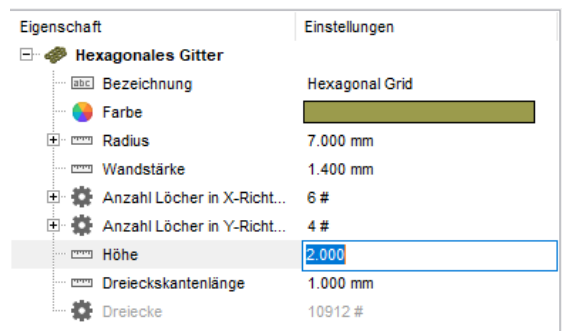 Eigenschaft Einstellungen
Hexagonales Gitter
abc Bezeichnung Hexagonal Grid
Farbe
Radius 7.000 mm
Wandstärke 1.400 mm
Anzahl Löcher in X-Richt... 6 #
Anzahl Löcher in Y-Richt... 4 #
Höhe 2.000
Dreieckskantenlänge 1.000 mm
Dreiecke 10912 #